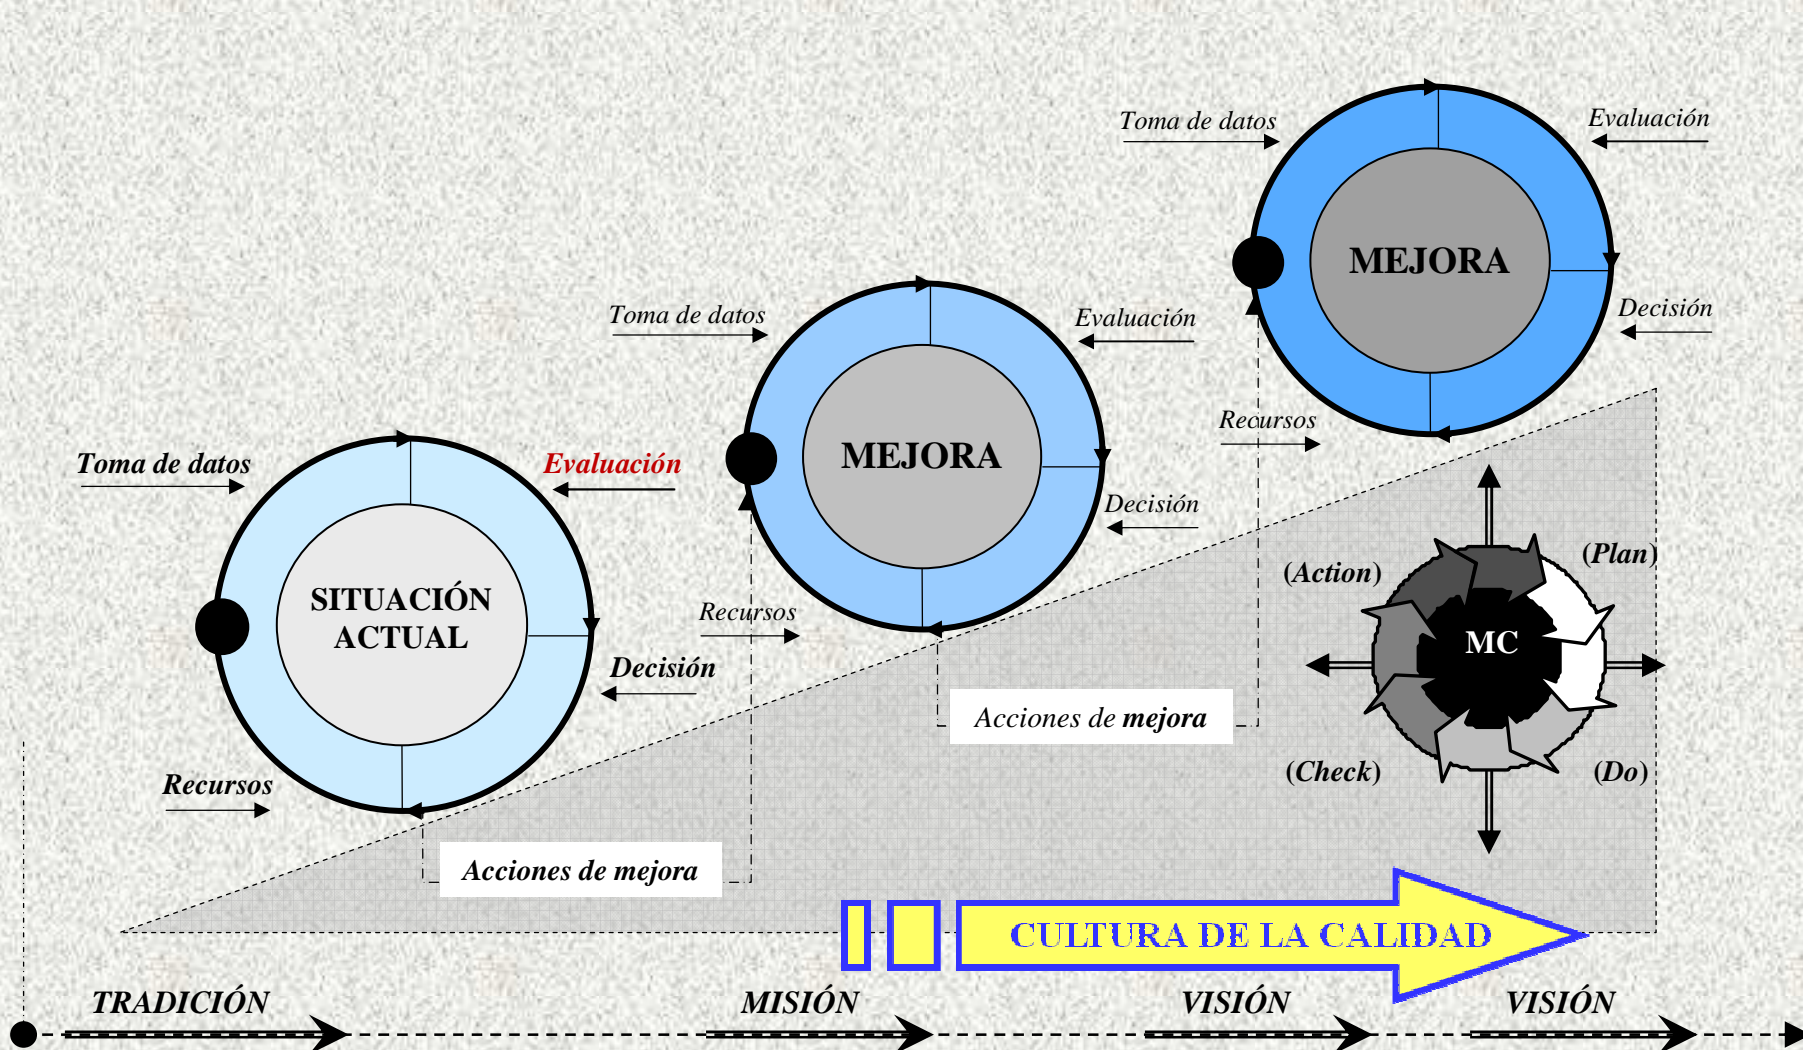 Toma de datos
Evaluación
MEJORA
Decisión
Recursos
Toma de datos
Evaluación
MEJORA
Decisión
Recursos
Toma de datos
Evaluación
SITUACIÓN
ACTUAL
Decisión
Recursos
(Action)
(Plan)
MC
(Check)
(Do)
Acciones de mejora
Acciones de mejora
CULTURA DE LA CALIDAD
TRADICIÓN
MISIÓN
VISIÓN
VISIÓN